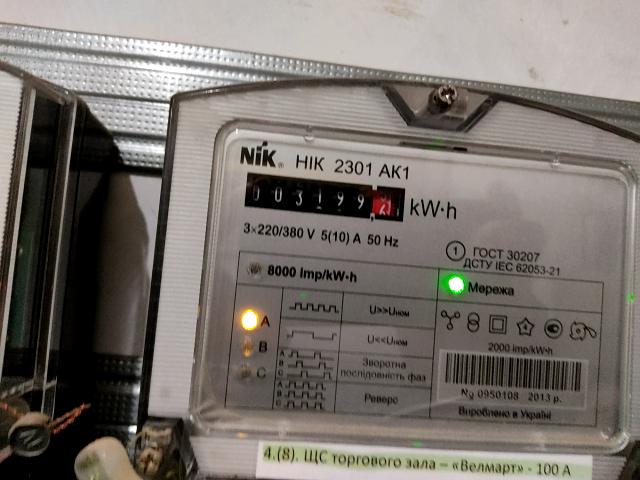 NiK® НІК 2301 АК1
003199 2 kW·h
3×220/380 V 5(10) A 50 Hz
1 ГОСТ 30207
ДСТУ IEC 62053-21
8000 Imp/kW·h
Мережа
A
U>>Uном
B
U<<Uном
C
A
B
C
Зворотна
послідовність фаз
A
B
C
Реверс
2000 imp/kW·h
№ 0950108 2013 р.
Вироблено в Україні
4.(8). ЩС торгового зала – «Велмарт» - 100 А